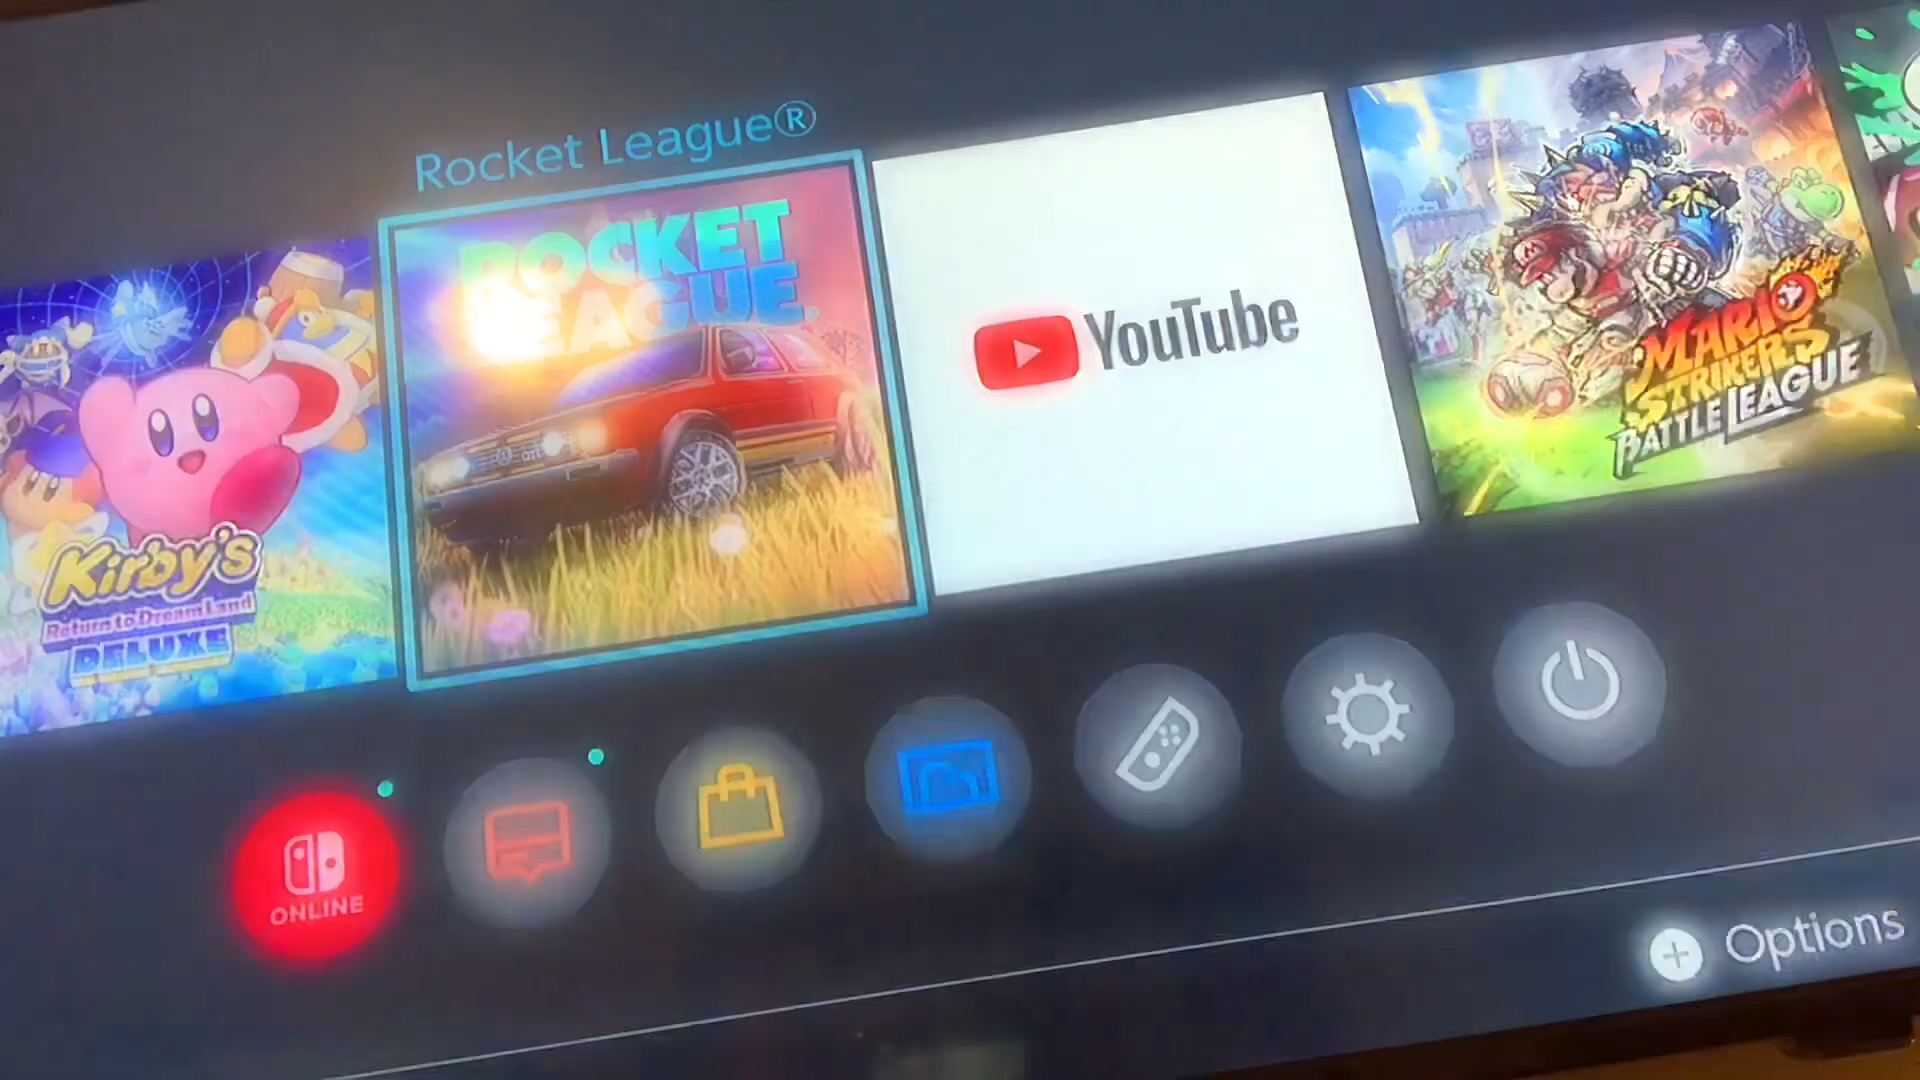 Rocket League®
ROCKET
LEAGUE
YouTube
MARIO
STRIKERS
BATTLE LEAGUE
Kirby's
Return to Dream Land
DELUXE
ONLINE
Options